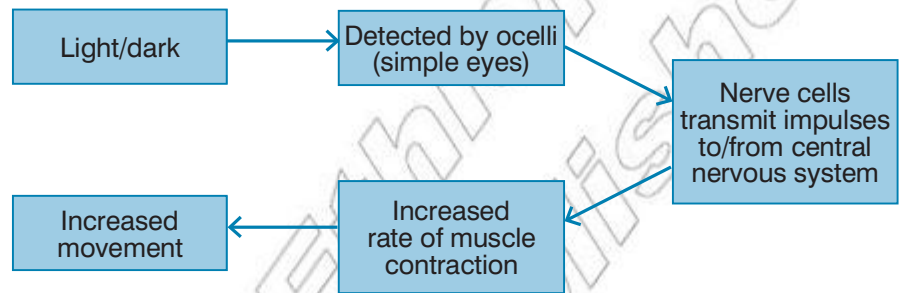 Light/dark
Detected by ocelli
(simple eyes)
Nerve cells
transmit impulses
to/from central
nervous system
Increased
rate of muscle
contraction
Increased
movement